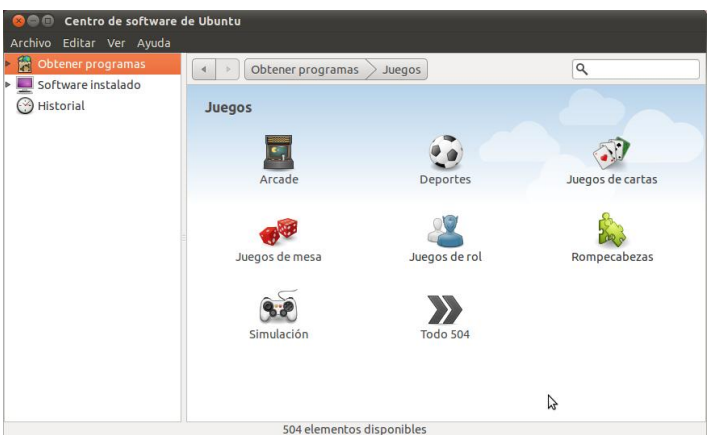 Centro de software de Ubuntu
Archivo Editar Ver Ayuda
Obtener programas
Software instalado
Historial
Obtener programas Juegos
Juegos
Arcade Deportes Juegos de cartas
Juegos de mesa Juegos de rol Rompecabezas
Simulación Todo 504
504 elementos disponibles